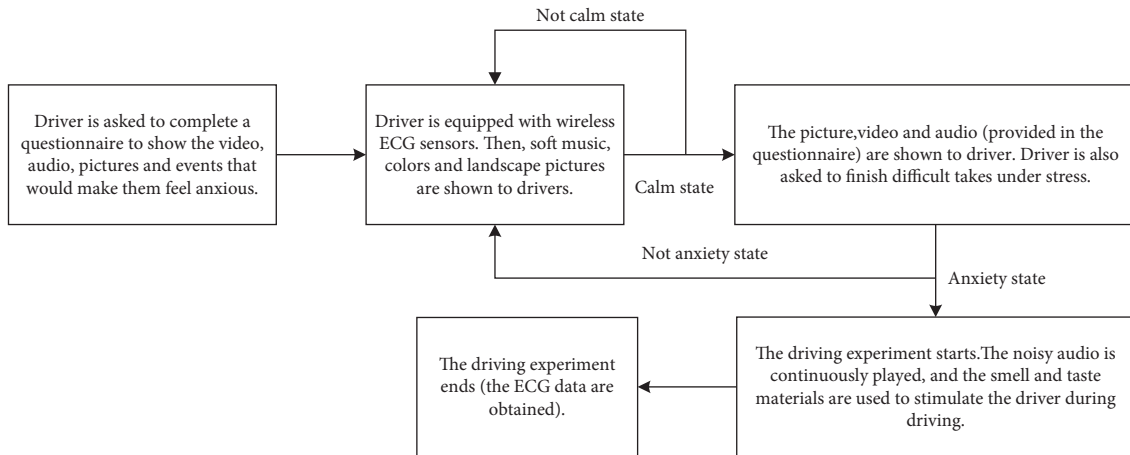 Not calm state
Driver is asked to complete a
questionnaire to show the video,
audio, pictures and events that
would make them feel anxious.
Driver is equipped with wireless
ECG sensors. Then, soft music,
colors and landscape pictures
are shown to drivers.
Calm state
The picture,video and audio (provided in the
questionnaire) are shown to driver. Driver is also
asked to finish difficult takes under stress.
Not anxiety state
Anxiety state
The driving experiment starts.The noisy audio is
continuously played, and the smell and taste
materials are used to stimulate the driver during
driving.
The driving experiment
ends (the ECG data are
obtained).